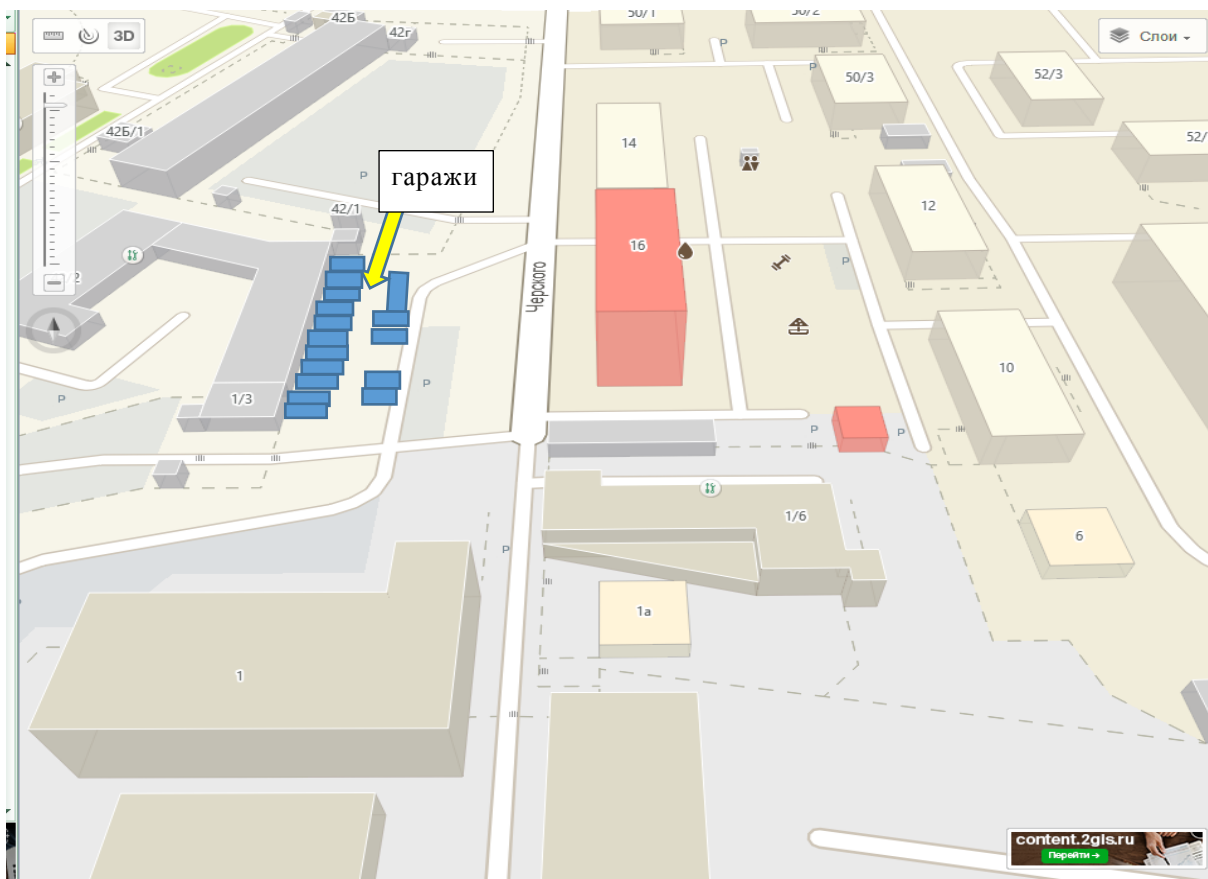 42Б
42г
50/1
50/2
Слои
3D
50/3
52/3
42Б/1
52/
14
P
P
P
гаражи
42/1
12
16
P
Черского
/2
10
P
P
1/3
P
P
P
1/6
6
P
1а
1
content.2gis.ru
Перейти →